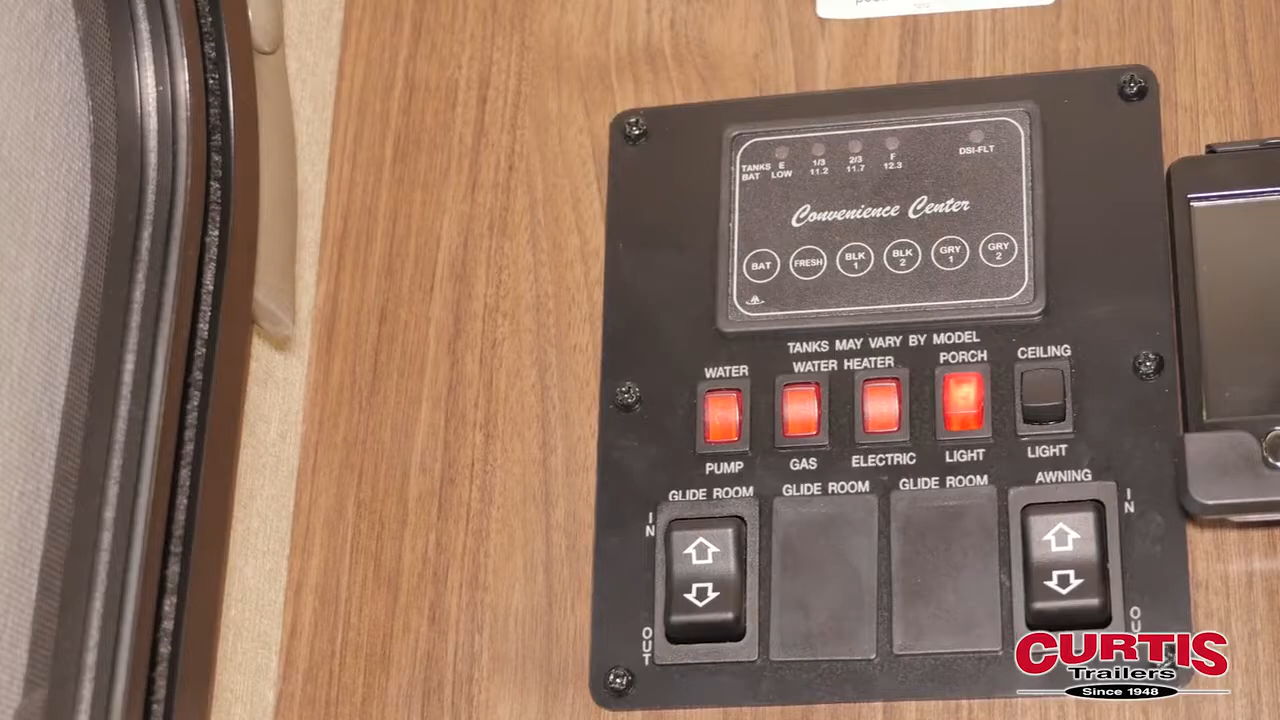 TANKS E 1/3 2/3 F
BAT LOW 11.2 11.7 12.3
DSI-FLT
Convenience Center
BAT FRESH BLK 1 BLK 2 GRY 1 GRY 2
TANKS MAY VARY BY MODEL
WATER WATER HEATER PORCH CEILING
PUMP GAS ELECTRIC LIGHT LIGHT
GLIDE ROOM GLIDE ROOM GLIDE ROOM AWNING
IN IN
OUT
CURTIS
Trailers
Since 1948